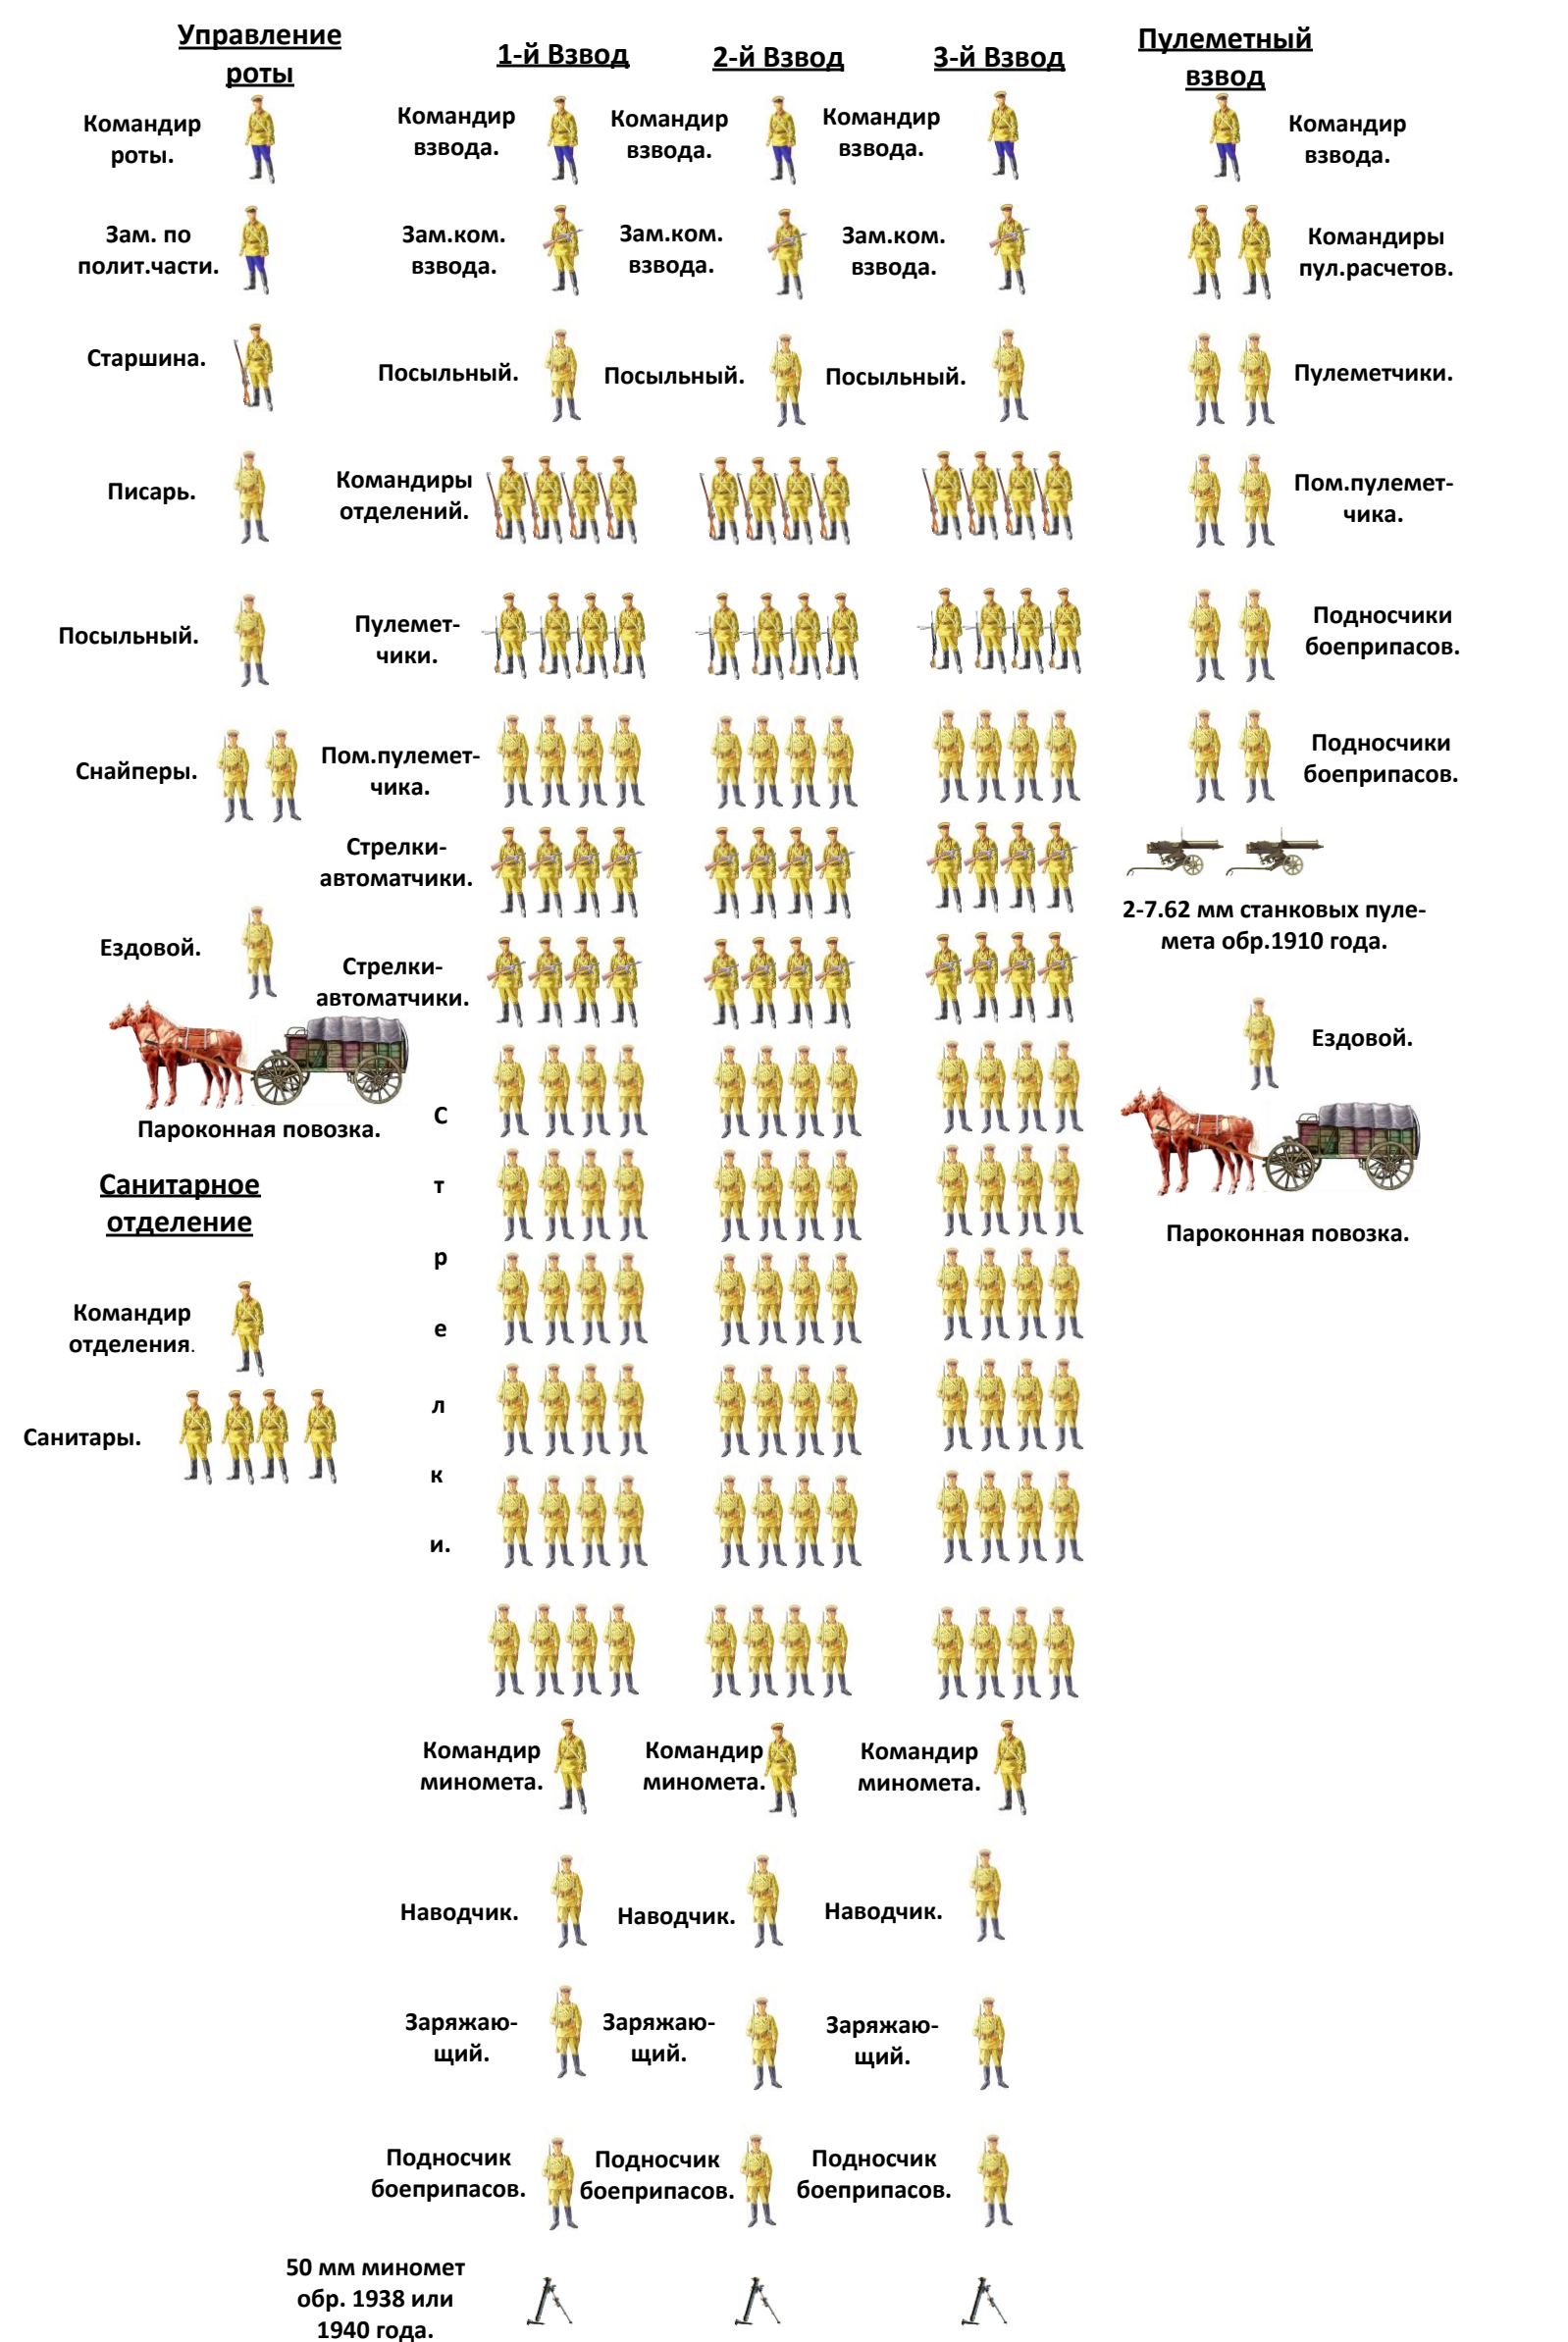 Управление
роты
1-й Взвод
2-й Взвод
3-й Взвод
Пулеметный
взвод
Командир
роты.
Командир
взвода.
Командир
взвода.
Командир
взвода.
Командир
взвода.
Зам. по
полит.части.
Зам.ком.
взвода.
Зам.ком.
взвода.
Зам.ком.
взвода.
Командиры
пул.расчетов.
Старшина.
Посыльный.
Посыльный.
Посыльный.
Пулеметчики.
Писарь.
Командиры
отделений.
Пом.пулемет-
чика.
Посыльный.
Пулемет-
чики.
Подносчики
боеприпасов.
Снайперы.
Пом.пулемет-
чика.
Подносчики
боеприпасов.
Стрелки-
автоматчики.
2-7.62 мм станковых пуле-
мета обр.1910 года.
Ездовой.
Стрелки-
автоматчики.
Ездовой.
Пароконная повозка.
С
т
р
е
л
к
и.
Пароконная повозка.
Санитарное
отделение
Командир
отделения.
Санитары.
Командир
миномета.
Командир
миномета.
Командир
миномета.
Наводчик.
Наводчик.
Наводчик.
Заряжаю-
щий.
Заряжаю-
щий.
Заряжаю-
щий.
Подносчик
боеприпасов.
Подносчик
боеприпасов.
Подносчик
боеприпасов.
50 мм миномет
обр. 1938 или
1940 года.